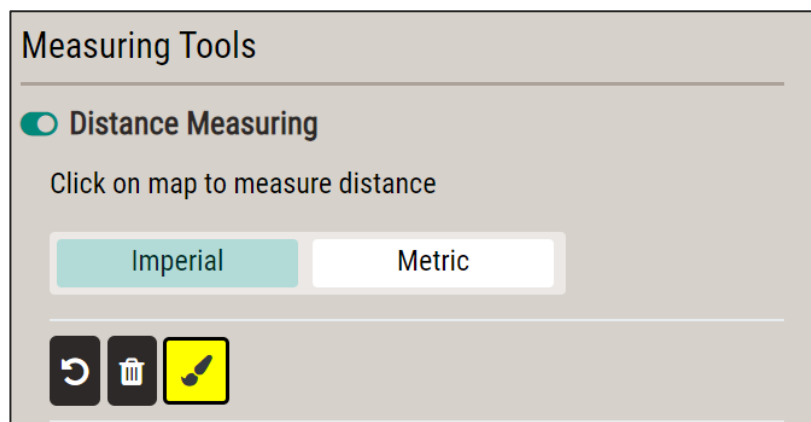 Measuring Tools
Distance Measuring
Click on map to measure distance
Imperial Metric